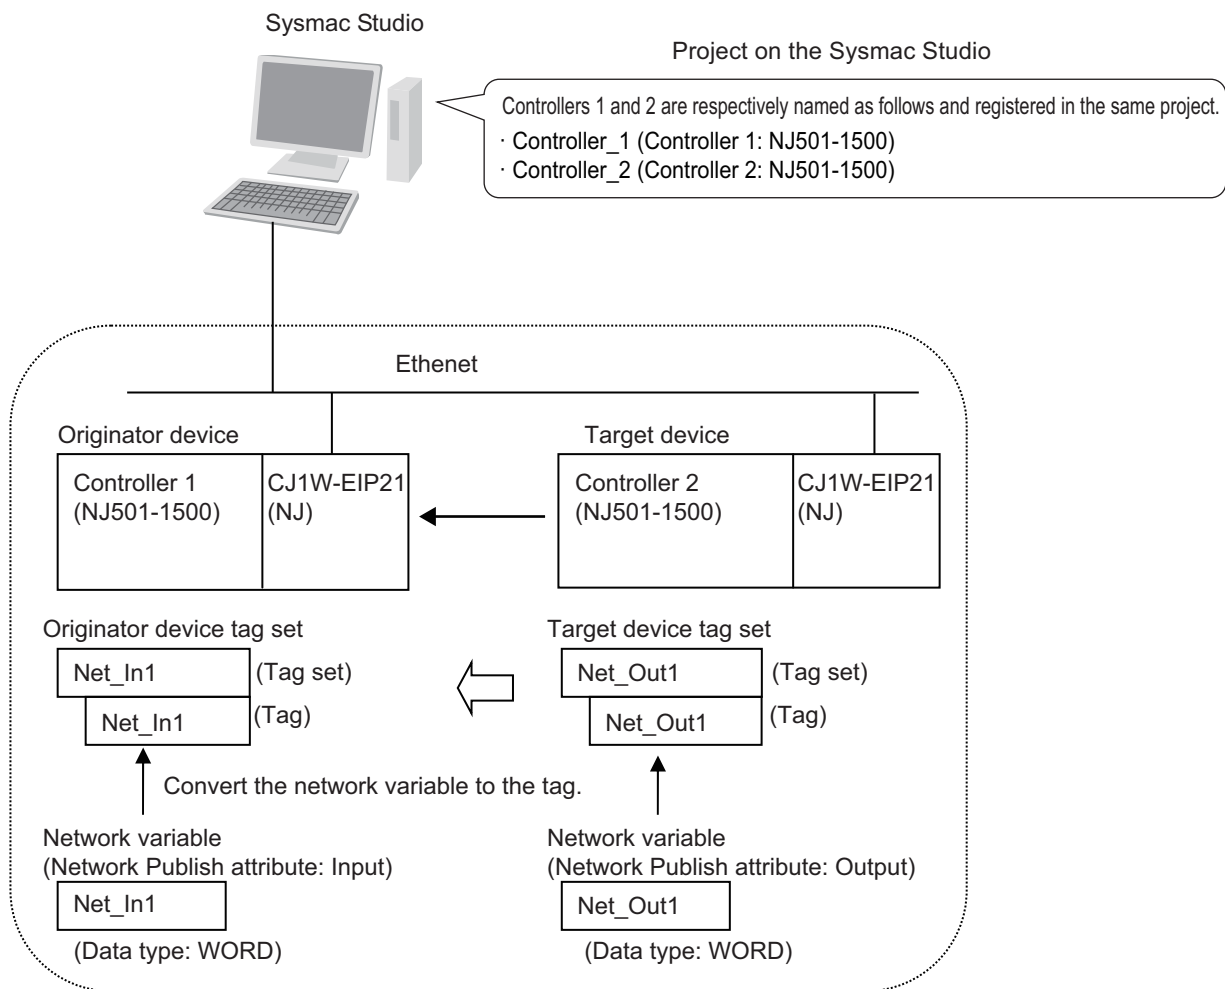 Sysmac Studio
Project on the Sysmac Studio
Controllers 1 and 2 are respectively named as follows and registered in the same project.
· Controller_1 (Controller 1: NJ501-1500)
· Controller_2 (Controller 2: NJ501-1500)
Ethenet
Originator device
Target device
Controller 1
(NJ501-1500)
CJ1W-EIP21
(NJ)
Controller 2
(NJ501-1500)
CJ1W-EIP21
(NJ)
Originator device tag set
Target device tag set
Net_In1
(Tag set)
Net_In1
(Tag)
Net_Out1
(Tag set)
Net_Out1
(Tag)
Convert the network variable to the tag.
Network variable
(Network Publish attribute: Input)
Net_In1
(Data type: WORD)
Network variable
(Network Publish attribute: Output)
Net_Out1
(Data type: WORD)